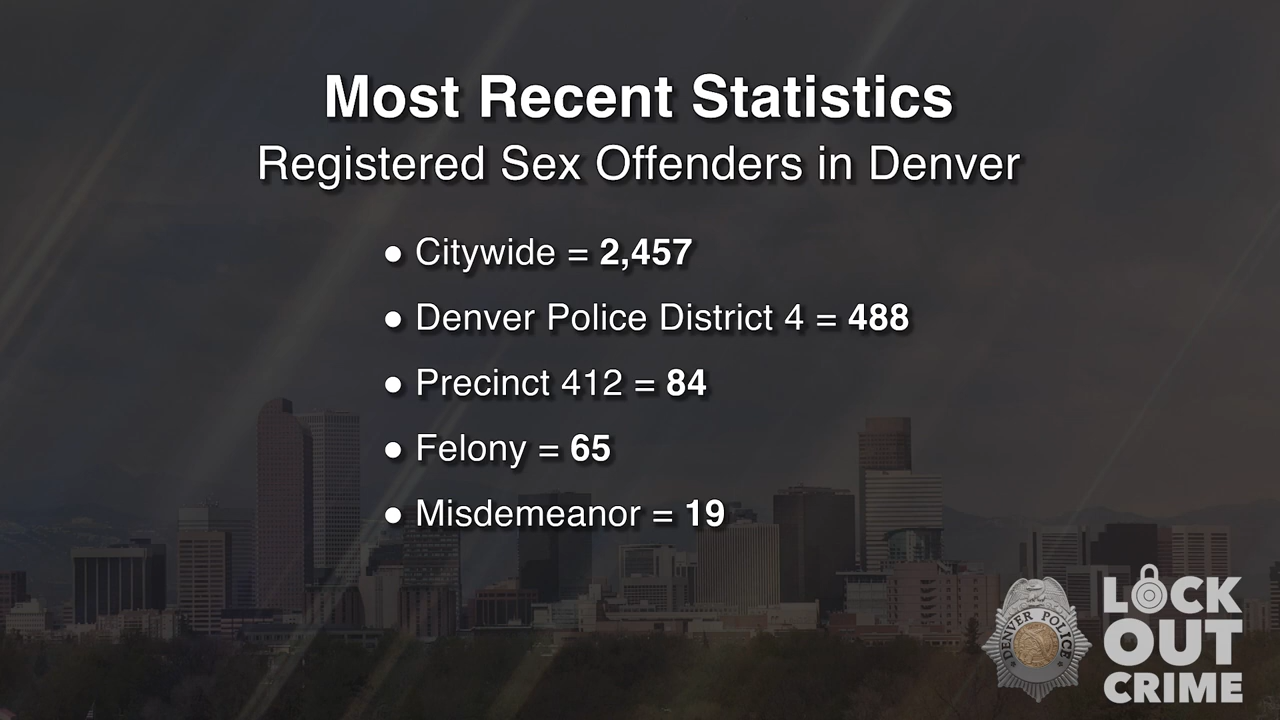 Most Recent Statistics
Registered Sex Offenders in Denver
● Citywide = 2,457
● Denver Police District 4 = 488
● Precinct 412 = 84
● Felony = 65
● Misdemeanor = 19
DENVER POLICE
LOCK
OUT
CRIME